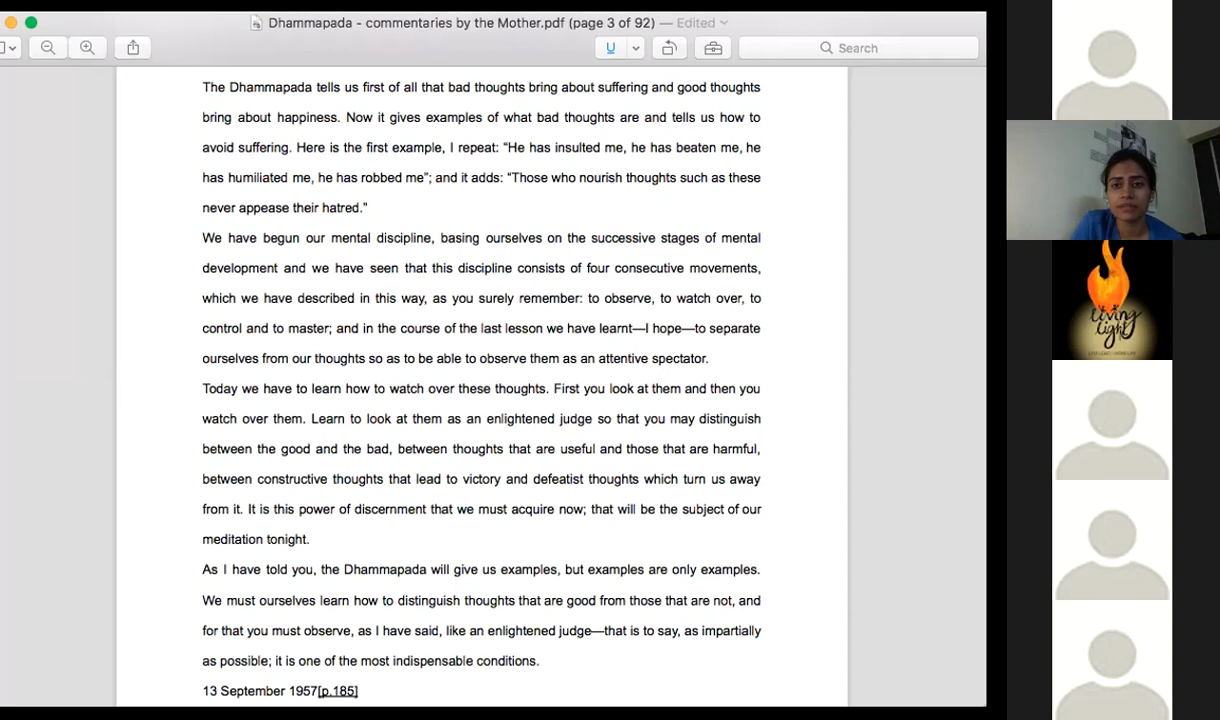 Dhammapada - commentaries by the Mother.pdf (page 3 of 92) — Edited
U
Search
The Dhammapada tells us first of all that bad thoughts bring about suffering and good thoughts
bring about happiness. Now it gives examples of what bad thoughts are and tells us how to
avoid suffering. Here is the first example, I repeat: “He has insulted me, he has beaten me, he
has humiliated me, he has robbed me”; and it adds: “Those who nourish thoughts such as these
never appease their hatred.”
We have begun our mental discipline, basing ourselves on the successive stages of mental
development and we have seen that this discipline consists of four consecutive movements,
which we have described in this way, as you surely remember: to observe, to watch over, to
control and to master; and in the course of the last lesson we have learnt—I hope—to separate
ourselves from our thoughts so as to be able to observe them as an attentive spectator.
Today we have to learn how to watch over these thoughts. First you look at them and then you
watch over them. Learn to look at them as an enlightened judge so that you may distinguish
between the good and the bad, between thoughts that are useful and those that are harmful,
between constructive thoughts that lead to victory and defeatist thoughts which turn us away
from it. It is this power of discernment that we must acquire now; that will be the subject of our
meditation tonight.
As I have told you, the Dhammapada will give us examples, but examples are only examples.
We must ourselves learn how to distinguish thoughts that are good from those that are not, and
for that you must observe, as I have said, like an enlightened judge—that is to say, as impartially
as possible; it is one of the most indispensable conditions.
13 September 1957[p.185]
living
light